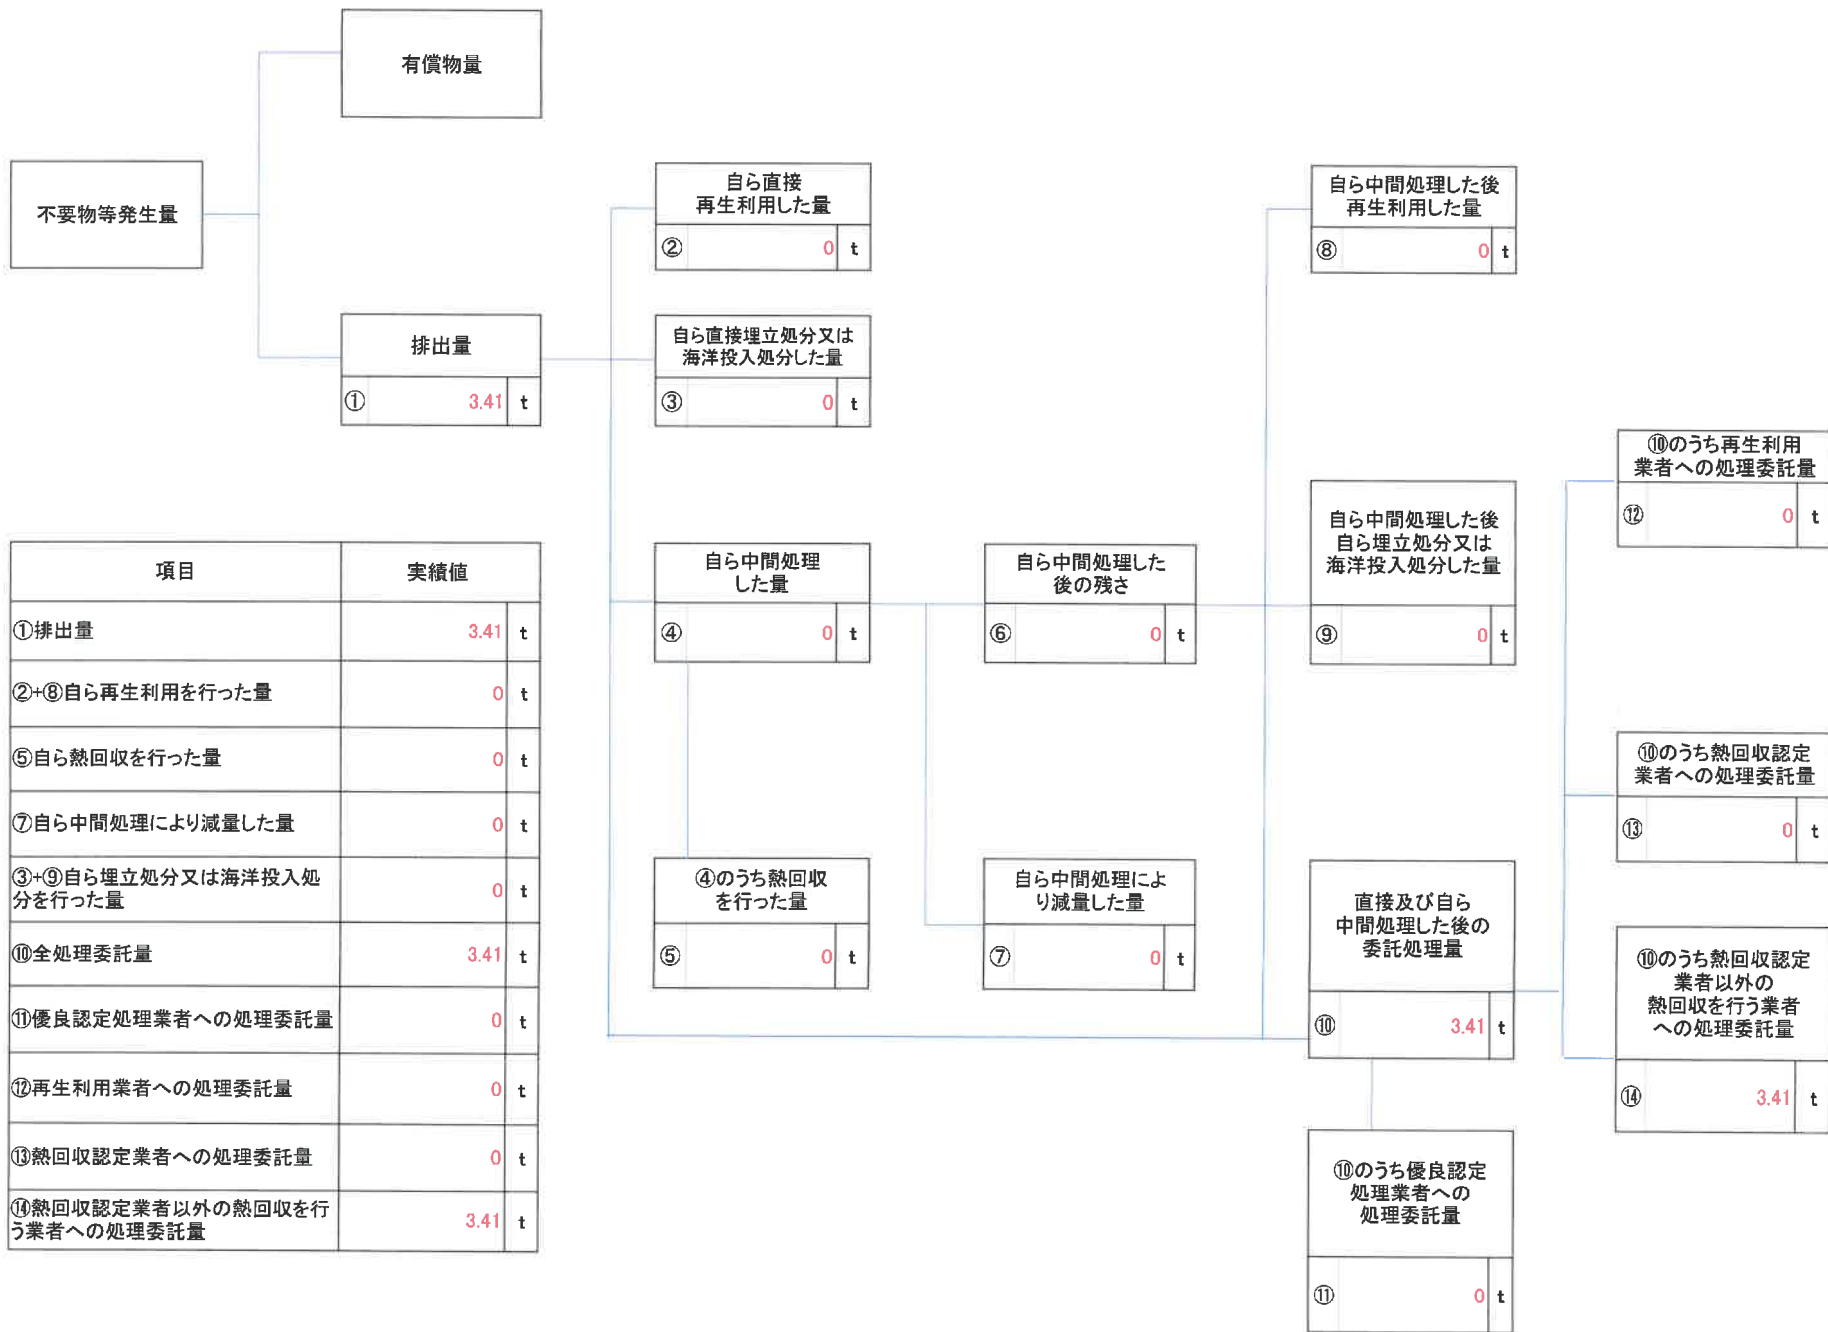 有償物量
不要物等発生量
排出量
① 3.41 t
自ら直接
再生利用した量
② 0 t
自ら直接埋立処分又は
海洋投入処分した量
③ 0 t
自ら中間処理
した量
④ 0 t
④のうち熱回収
を行った量
⑤ 0 t
自ら中間処理した
後の残さ
⑥ 0 t
自ら中間処理によ
り減量した量
⑦ 0 t
自ら中間処理した後
再生利用した量
⑧ 0 t
自ら中間処理した後
自ら埋立処分又は
海洋投入処分した量
⑨ 0 t
直接及び自ら
中間処理した後の
委託処理量
⑩ 3.41 t
⑩のうち優良認定
処理業者への
処理委託量
⑪ 0 t
⑩のうち再生利用
業者への処理委託量
⑫ 0 t
⑩のうち熱回収認定
業者への処理委託量
⑬ 0 t
⑩のうち熱回収認定
業者以外の
熱回収を行う業者
への処理委託量
⑭ 3.41 t
項目 実績値
①排出量 3.41 t
②+⑧自ら再生利用を行った量 0 t
⑤自ら熱回収を行った量 0 t
⑦自ら中間処理により減量した量 0 t
③+⑨自ら埋立処分又は海洋投入処
分を行った量 0 t
⑩全処理委託量 3.41 t
⑪優良認定処理業者への処理委託量 0 t
⑫再生利用業者への処理委託量 0 t
⑬熱回収認定業者への処理委託量 0 t
⑭熱回収認定業者以外の熱回収を行
う業者への処理委託量 3.41 t